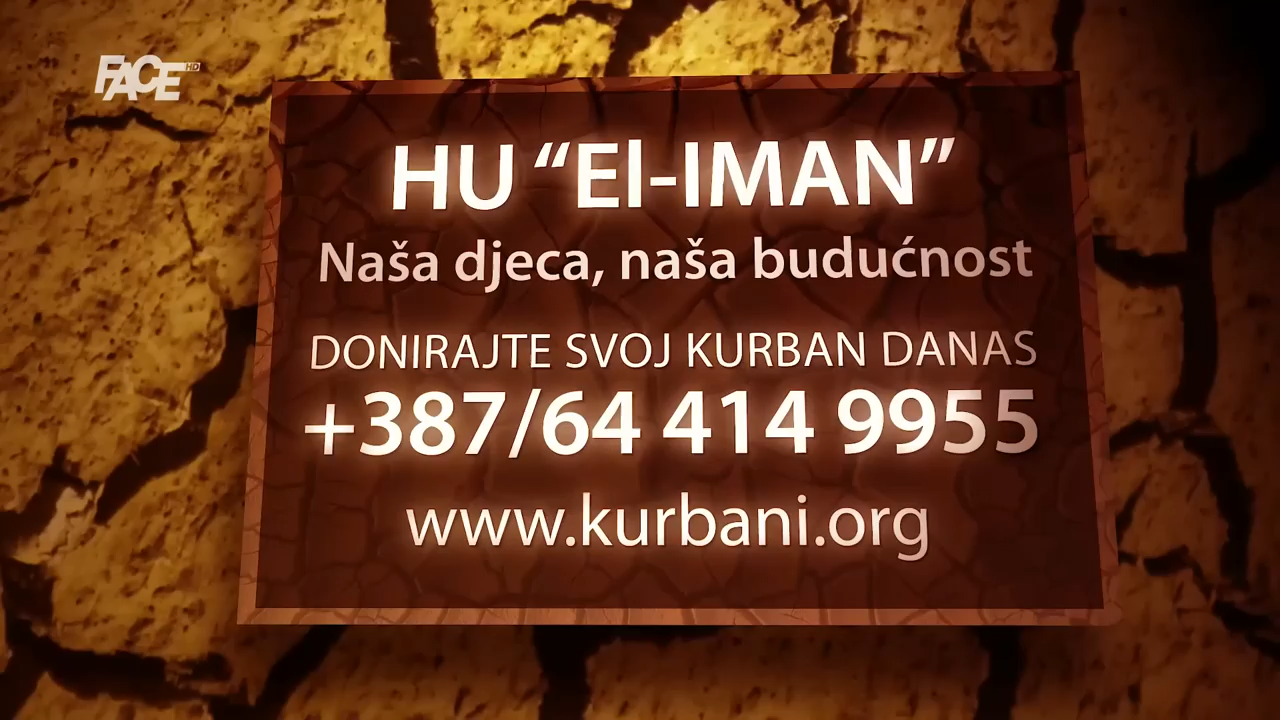 FACE HD
HU “El-IMAN”
Naša djeca, naša budućnost
DONIRAJTE SVOJ KURBAN DANAS
+387/64 414 9955
www.kurbani.org